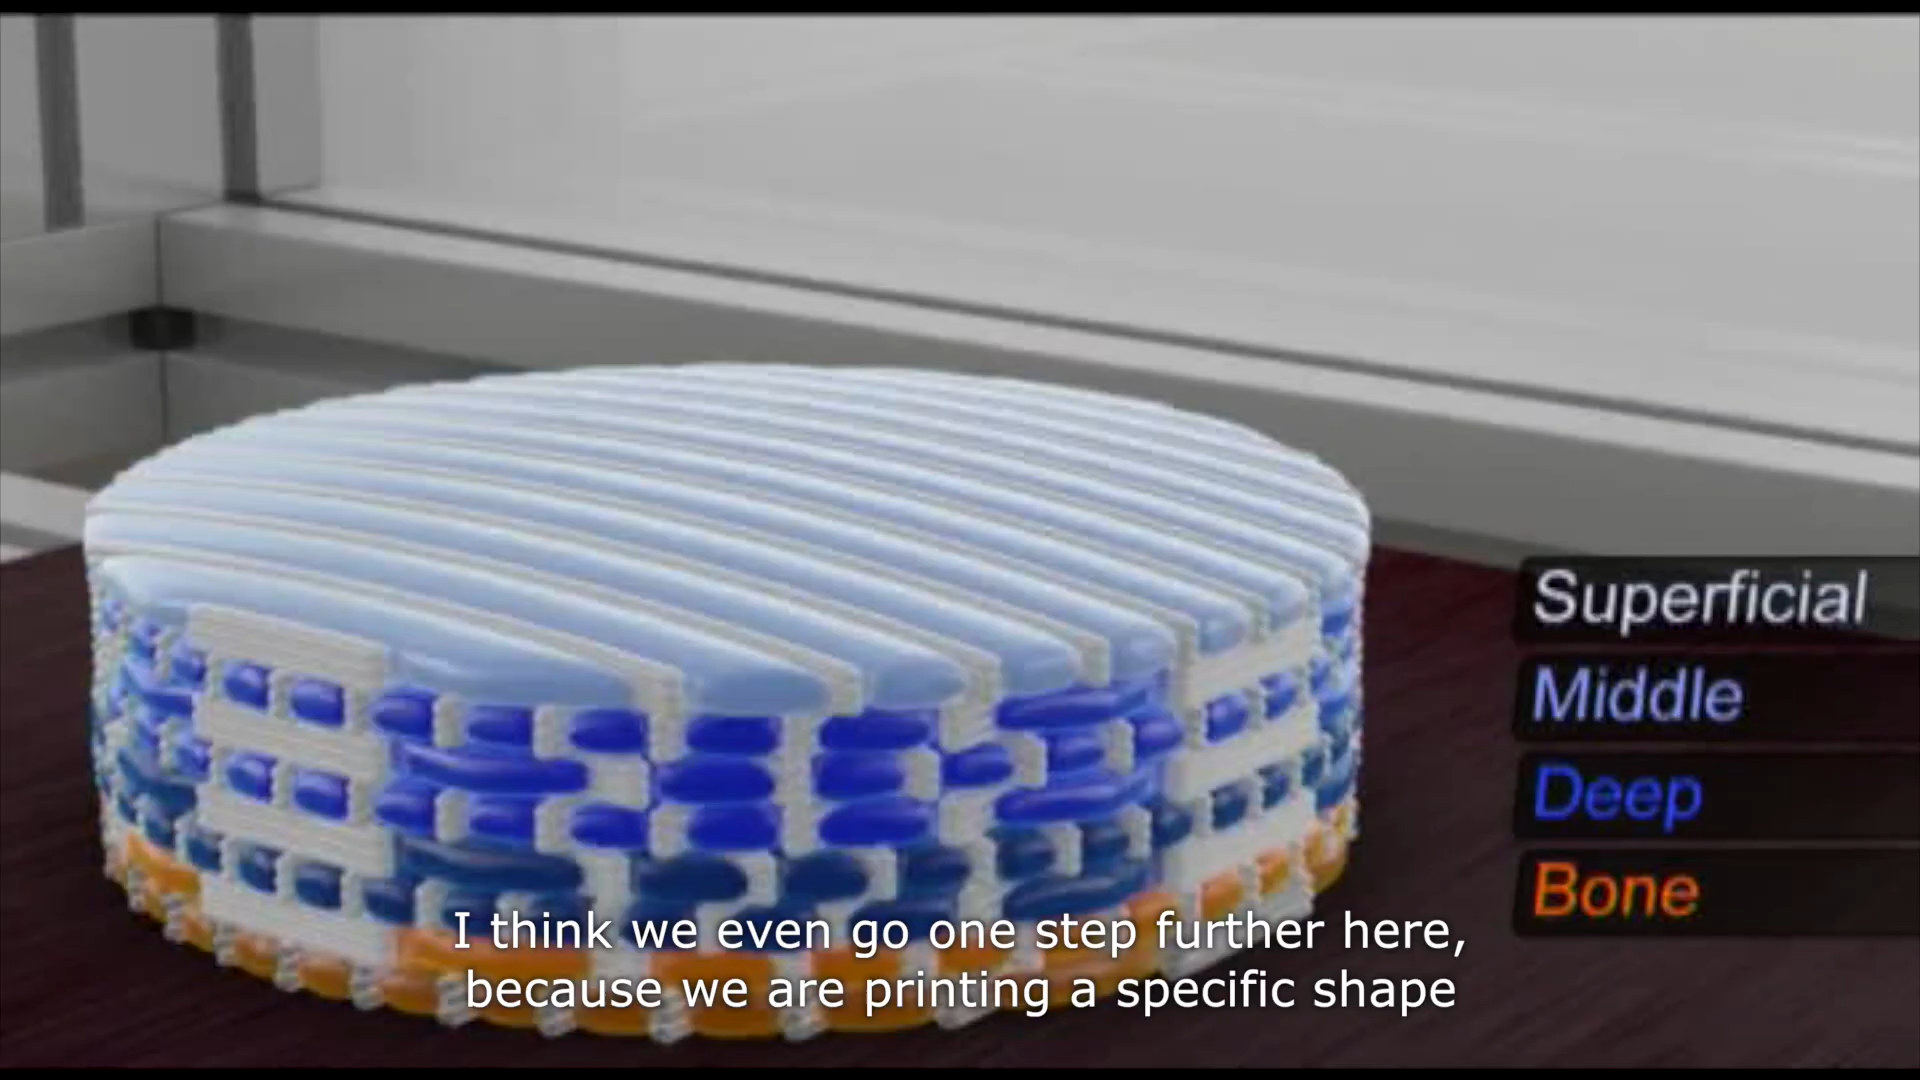 Superficial
Middle
Deep
Bone
I think we even go one step further here,
because we are printing a specific shape